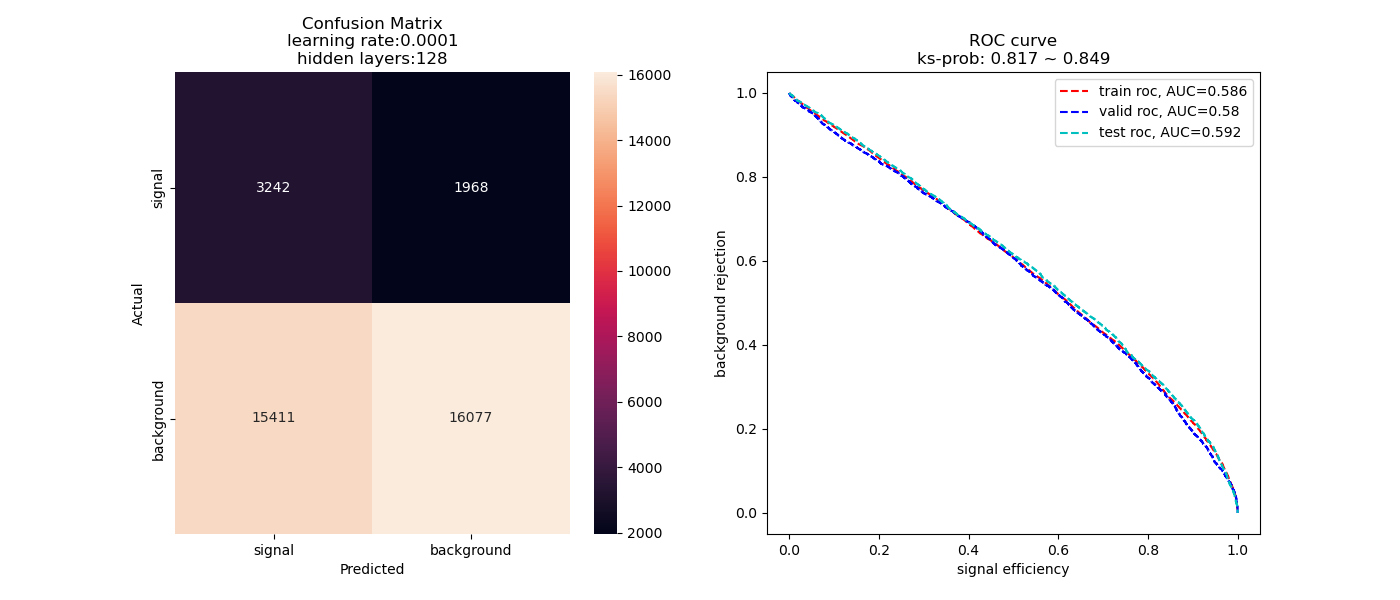 Confusion Matrix
learning rate:0.0001
hidden layers:128
signal
background
Actual
3242
1968
15411
16077
signal
background
Predicted
16000
14000
12000
10000
8000
6000
4000
2000
ROC curve
ks-prob: 0.817 ~ 0.849
train roc, AUC=0.586
valid roc, AUC=0.58
test roc, AUC=0.592
background rejection
1.0
0.8
0.6
0.4
0.2
0.0
0.0 0.2 0.4 0.6 0.8 1.0
signal efficiency